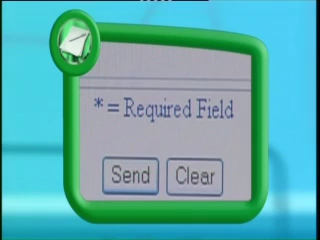 * = Required Field
Send
Clear